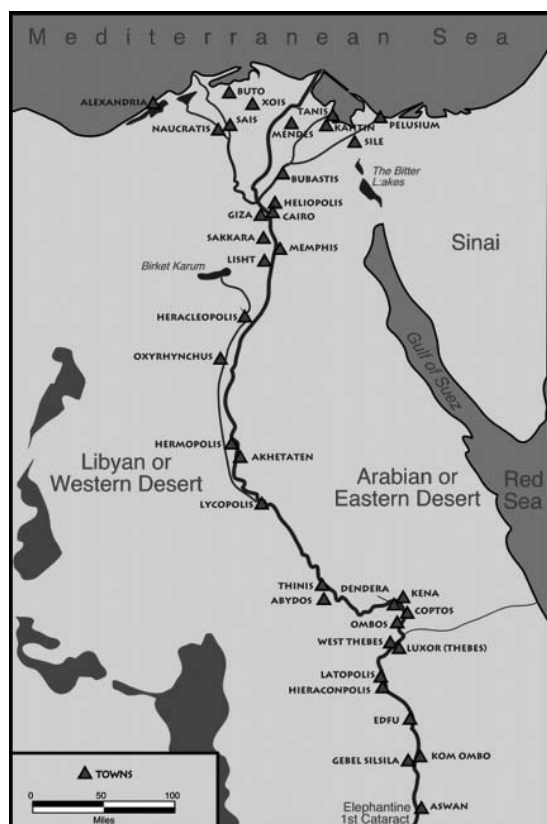 Mediterranean Sea
ALEXANDRIA
BUTO
XOIS
TANIS
SAIS
NAUCRATIS
MENDES
KAHTIN
PELUSIUM
SILE
BUBASTIS
The Bitter
L:akes
HELIOPOLIS
GIZA
CAIRO
SAKKARA
MEMPHIS
LISHT
Sinai
Birket Karum
HERACLEOPOLIS
OXYRHYNCHUS
Gulf of Suez
HERMOPOLIS
AKHETATEN
Libyan or
Western Desert
Arabian or
Eastern Desert
Red
Sea
LYCOPOLIS
THINIS
ABYDOS
DENDERA
KENA
COPTOS
OMBOS
WEST THEBES
LUXOR (THEBES)
LATOPOLIS
HIERACONPOLIS
EDFU
KOM OMBO
GEBEL SILSILA
TOWNS
0 50 100
Miles
Elephantine
1st Cataract
ASWAN